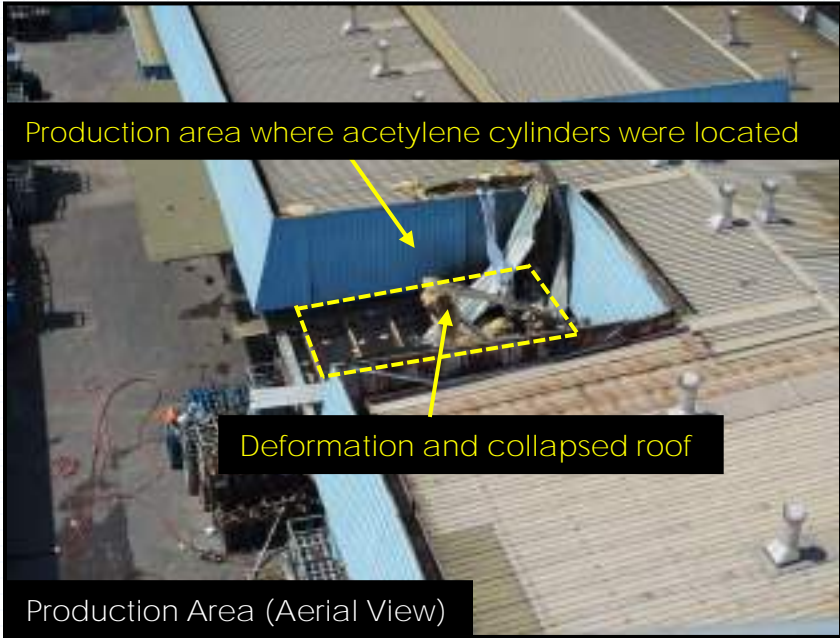 Production area where acetylene cylinders were located
Deformation and collapsed roof
Production Area (Aerial View)